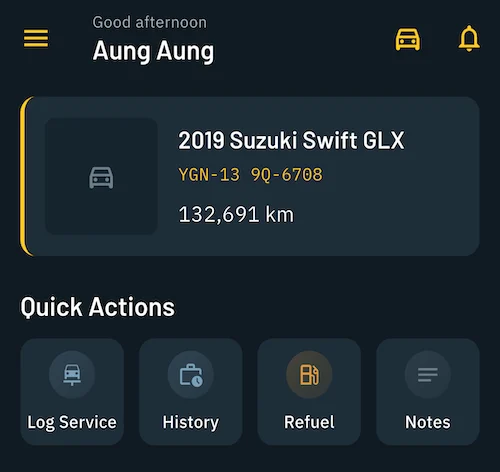 Good afternoon
Aung Aung
2019 Suzuki Swift GLX
YGN-13 9Q-6708
132,691 km
Quick Actions
Log Service
History
Refuel
Notes